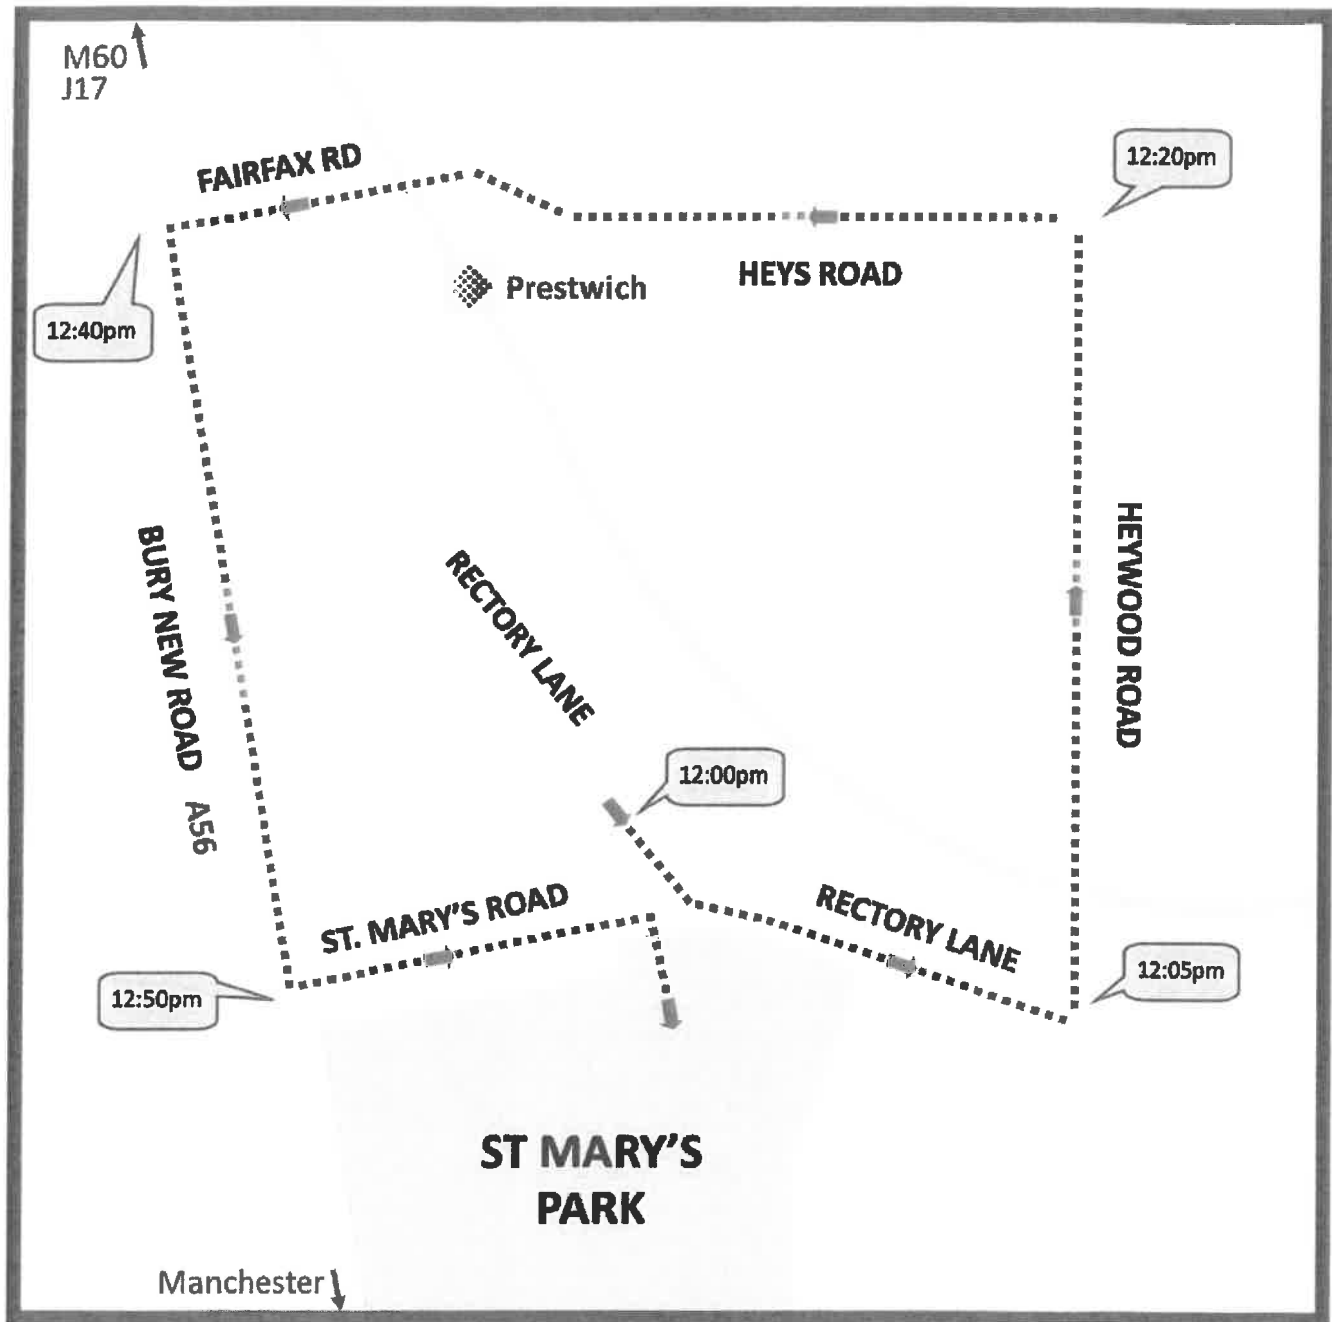 M60
J17
FAIRFAX RD
12:20pm
HEYS ROAD
Prestwich
12:40pm
BURY NEW ROAD A56
RECTORY LANE
HEYWOOD ROAD
12:00pm
ST. MARY'S ROAD
RECTORY LANE
12:50pm
12:05pm
ST MARY'S
PARK
Manchester